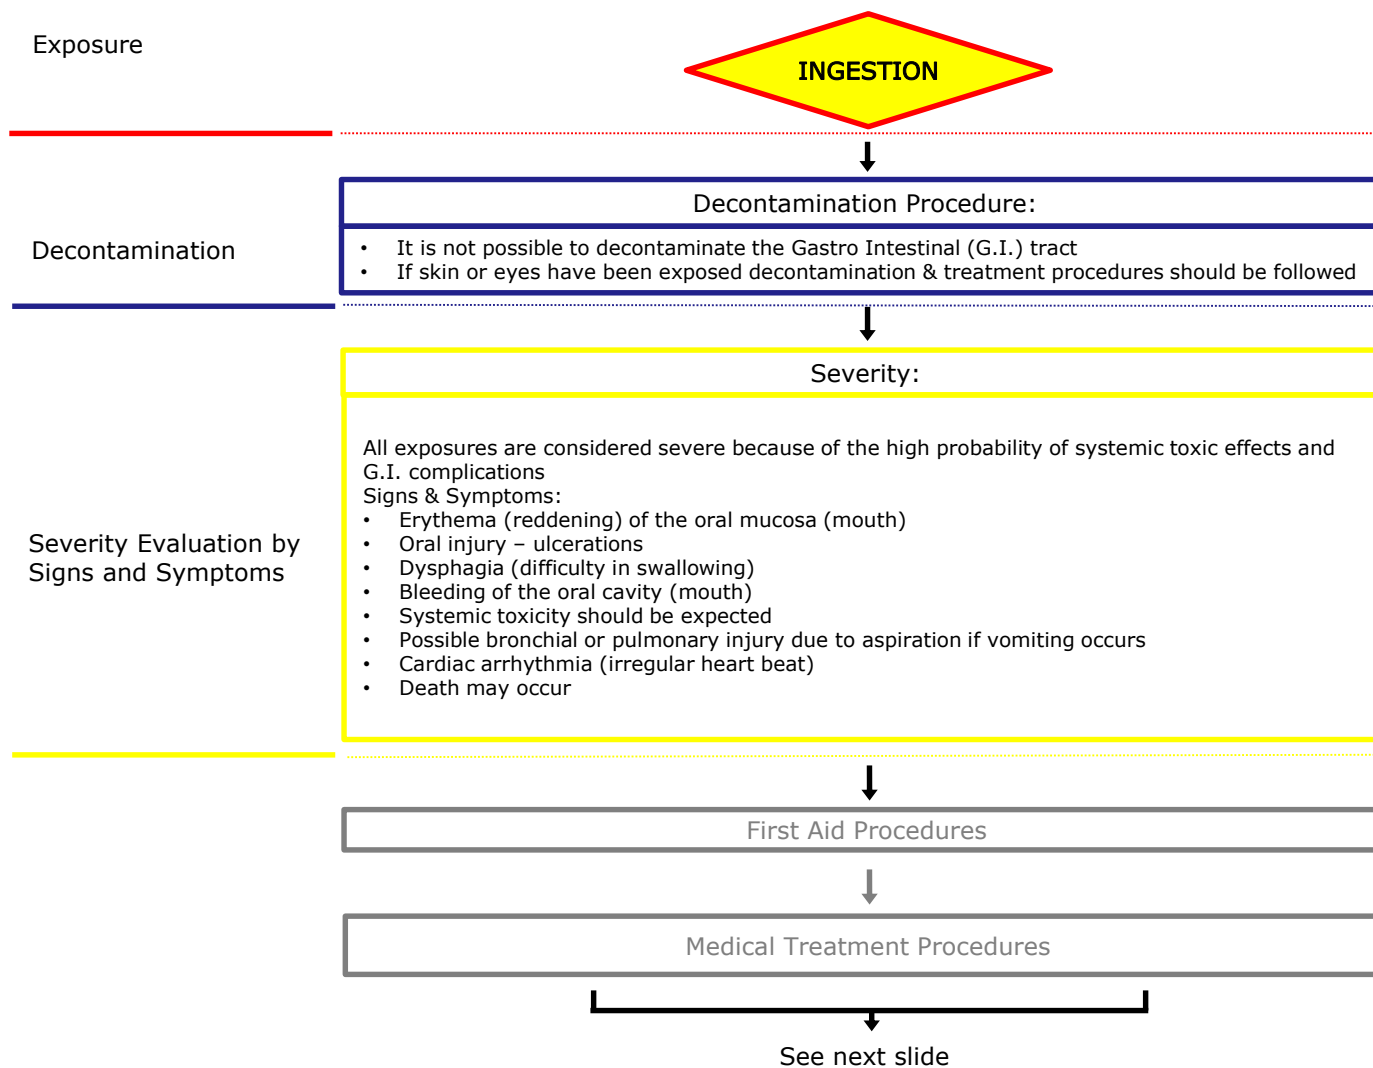 Exposure
INGESTION
Decontamination
Decontamination Procedure:
• It is not possible to decontaminate the Gastro Intestinal (G.I.) tract
• If skin or eyes have been exposed decontamination & treatment procedures should be followed
Severity Evaluation by
Signs and Symptoms
Severity:
All exposures are considered severe because of the high probability of systemic toxic effects and
G.I. complications
Signs & Symptoms:
• Erythema (reddening) of the oral mucosa (mouth)
• Oral injury – ulcerations
• Dysphagia (difficulty in swallowing)
• Bleeding of the oral cavity (mouth)
• Systemic toxicity should be expected
• Possible bronchial or pulmonary injury due to aspiration if vomiting occurs
• Cardiac arrhythmia (irregular heart beat)
• Death may occur
First Aid Procedures
Medical Treatment Procedures
See next slide